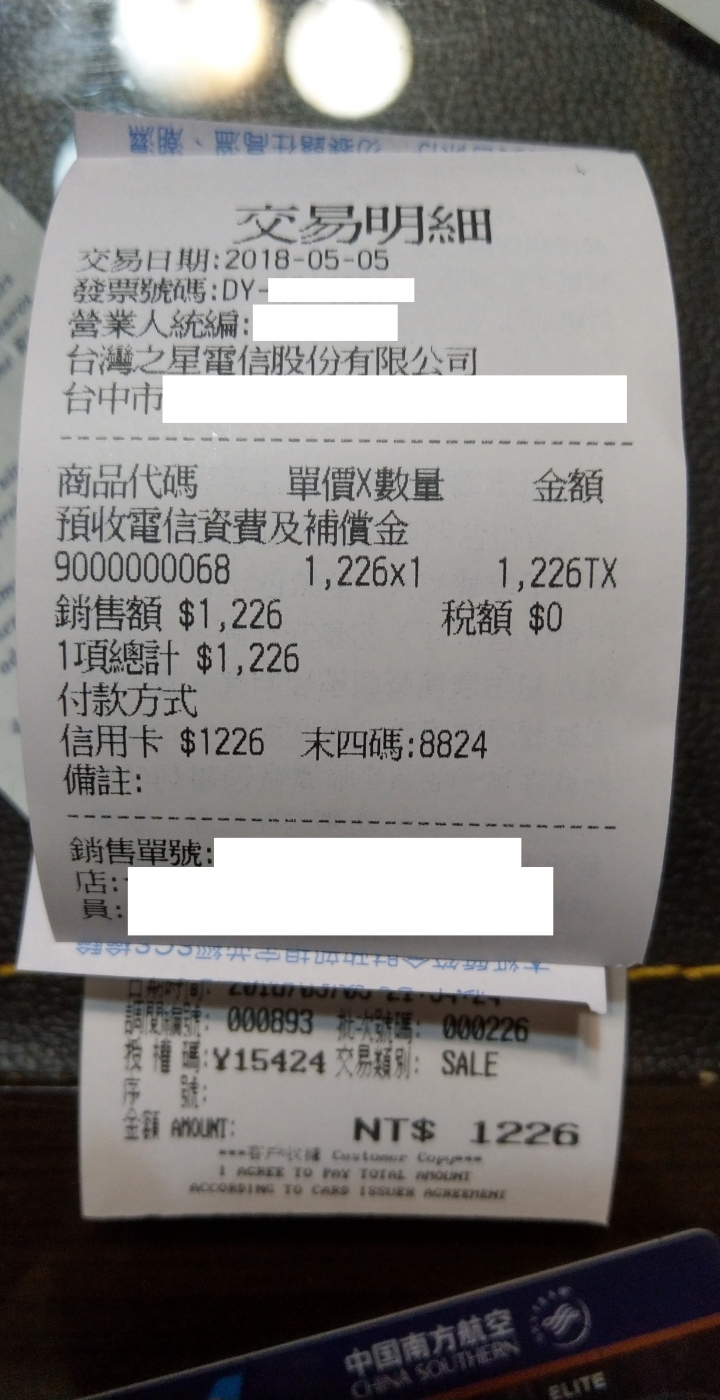 交易明細
交易日期:2018-05-05
發票號碼:DY-
營業人統編:
台灣之星電信股份有限公司
台中市
商品代碼 單價X數量 金額
預收電信資費及補償金
9000000068 1,226x1 1,226TX
銷售額 $1,226 稅額 $0
1項總計 $1,226
付款方式
信用卡 $1226 末四碼:8824
備註:
銷售單號:
店:
員:
調閱編號: 000893 批次號碼: 000226
授權碼:¥15424 交易類別: SALE
序號:
金額 AMOUNT: NT$ 1226
***客戶收據 Customer Copy***
I AGREE TO PAY TOTAL AMOUNT
ACCORDING TO CARD ISSUER AGREEMENT
中国南方航空
CHINA SOUTHERN
ELITE